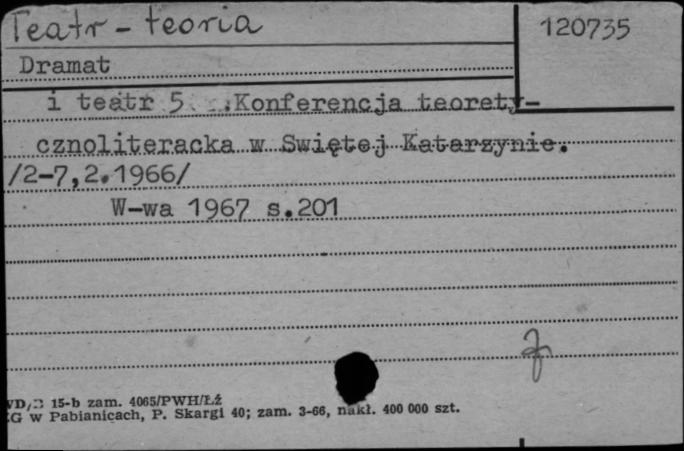 Teatr - teoria
120735
Dramat
i teatr 5 .Konferencja teorety-
cznoliteracka w Swiętej Katarzynie.
/2-7,2.1966/
W-wa 1967 s.201
15-b zam. 4065/PWH/Łź
w Pabianicach, P. Skargi 40; zam. 3-66, nakł. 400 000 szt.